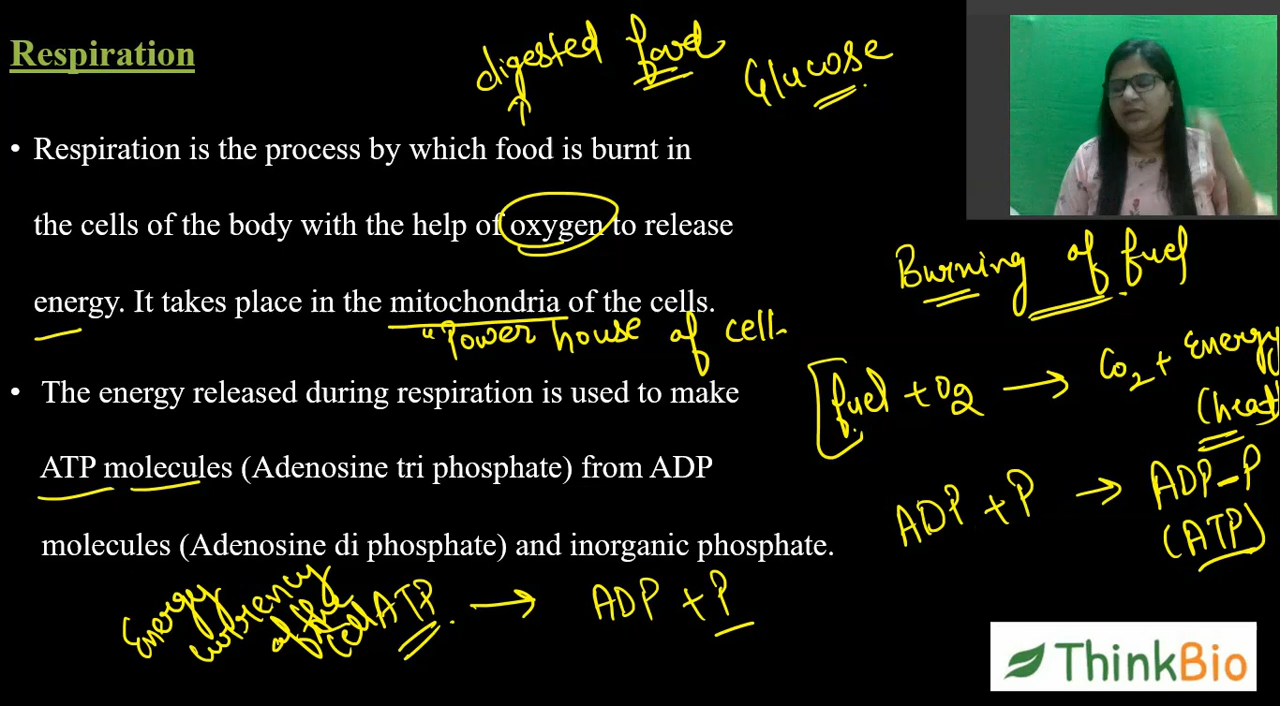 Respiration
digested food
Glucose
• Respiration is the process by which food is burnt in
the cells of the body with the help of oxygen to release
energy. It takes place in the mitochondria of the cells.
"Power house of cell
• The energy released during respiration is used to make
ATP molecules (Adenosine tri phosphate) from ADP
molecules (Adenosine di phosphate) and inorganic phosphate.
Energy
of the
cell
ATP → ADP + P
Burning of fuel
fuel + O2 → CO2 + Energy
(heat)
ADP + P → ADP-P
(ATP)
ThinkBio